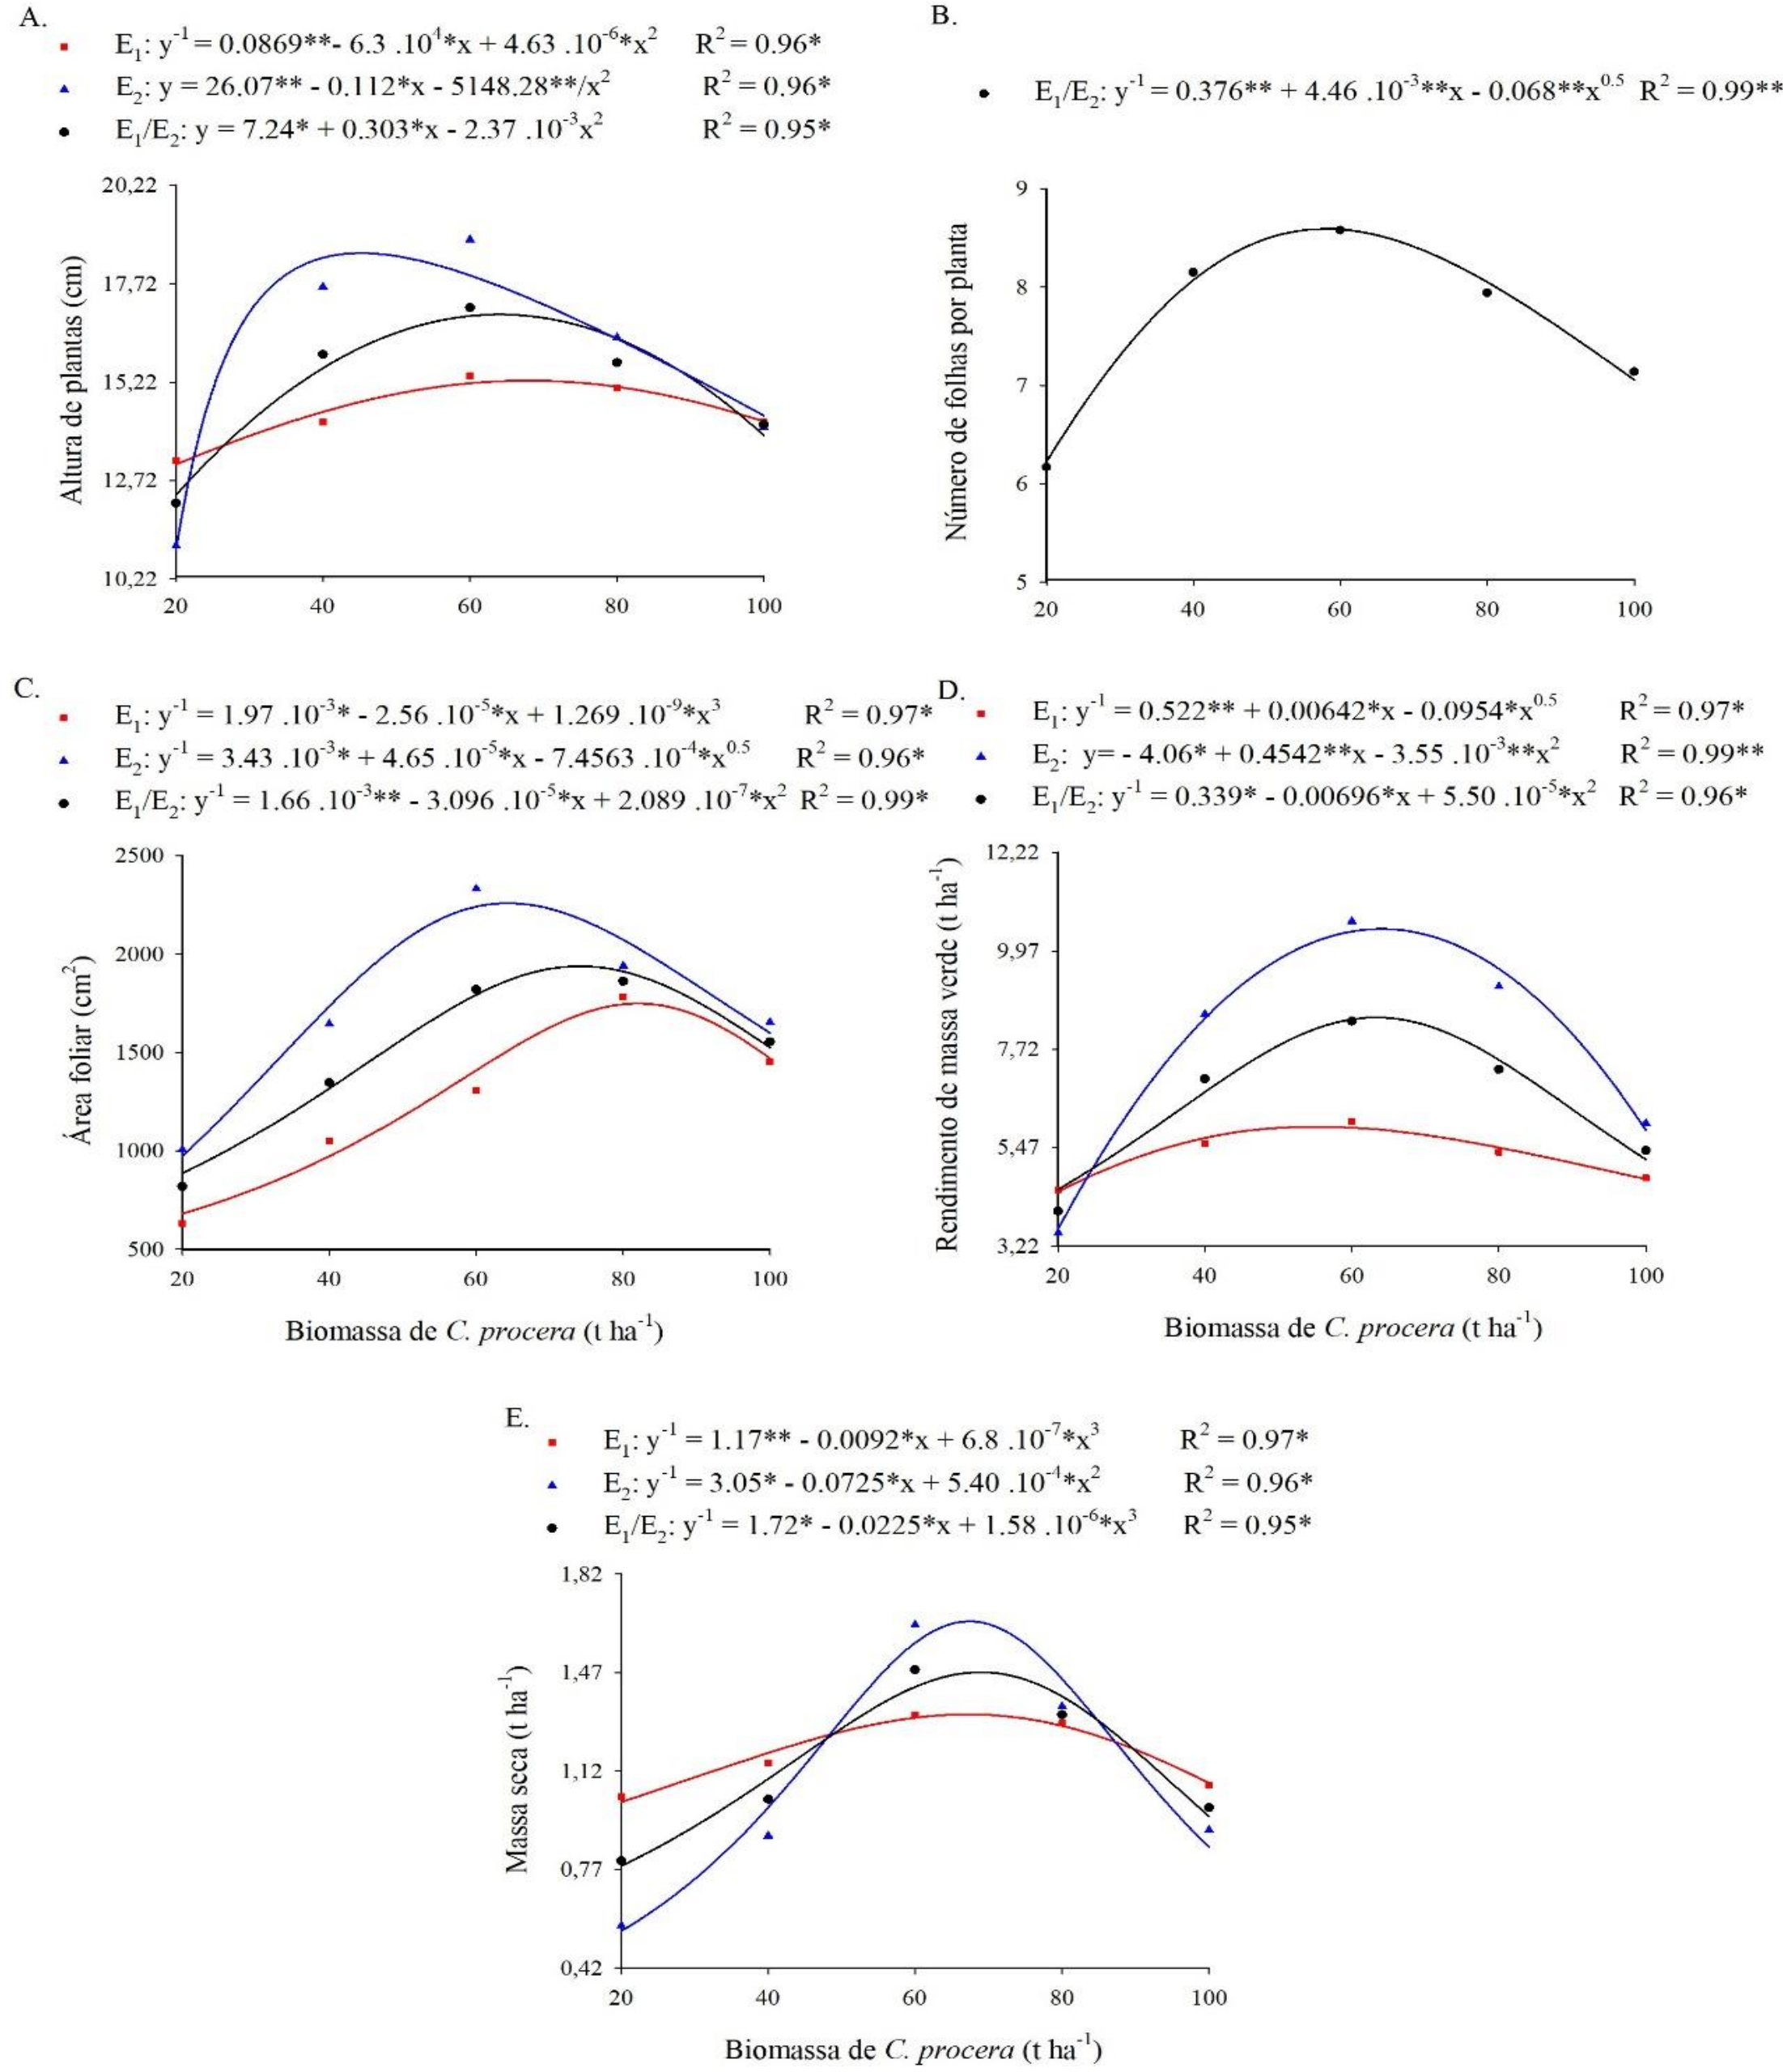 A.
E₁: y⁻¹ = 0.0869**- 6.3 .10⁴*x + 4.63 .10⁻⁶*x² R² = 0.96*
E₂: y = 26.07** - 0.112*x - 5148.28**/x² R² = 0.96*
E₁/E₂: y = 7.24* + 0.303*x - 2.37 .10⁻³x² R² = 0.95*
20,22
17,72
15,22
12,72
10,22
Altura de plantas (cm)
20 40 60 80 100
B.
E₁/E₂: y⁻¹ = 0.376** + 4.46 .10⁻³**x - 0.068**x⁰·⁵ R² = 0.99**
9
8
7
6
5
Número de folhas por planta
20 40 60 80 100
C.
E₁: y⁻¹ = 1.97 .10⁻³* - 2.56 .10⁻⁵*x + 1.269 .10⁻⁹*x³ R² = 0.97*
E₂: y⁻¹ = 3.43 .10⁻³* + 4.65 .10⁻⁵*x - 7.4563 .10⁻⁴*x⁰·⁵ R² = 0.96*
E₁/E₂: y⁻¹ = 1.66 .10⁻³** - 3.096 .10⁻⁵*x + 2.089 .10⁻⁷*x² R² = 0.99*
2500
2000
1500
1000
500
Área foliar (cm²)
20 40 60 80 100
Biomassa de C. procera (t ha⁻¹)
D.
E₁: y⁻¹ = 0.522** + 0.00642*x - 0.0954*x⁰·⁵ R² = 0.97*
E₂: y= - 4.06* + 0.4542**x - 3.55 .10⁻³**x² R² = 0.99**
E₁/E₂: y⁻¹ = 0.339* - 0.00696*x + 5.50 .10⁻⁵*x² R² = 0.96*
12,22
9,97
7,72
5,47
3,22
Rendimento de massa verde (t ha⁻¹)
20 40 60 80 100
Biomassa de C. procera (t ha⁻¹)
E.
E₁: y⁻¹ = 1.17** - 0.0092*x + 6.8 .10⁻⁷*x³ R² = 0.97*
E₂: y⁻¹ = 3.05* - 0.0725*x + 5.40 .10⁻⁴*x² R² = 0.96*
E₁/E₂: y⁻¹ = 1.72* - 0.0225*x + 1.58 .10⁻⁶*x³ R² = 0.95*
1,82
1,47
1,12
0,77
0,42
Massa seca (t ha⁻¹)
20 40 60 80 100
Biomassa de C. procera (t ha⁻¹)